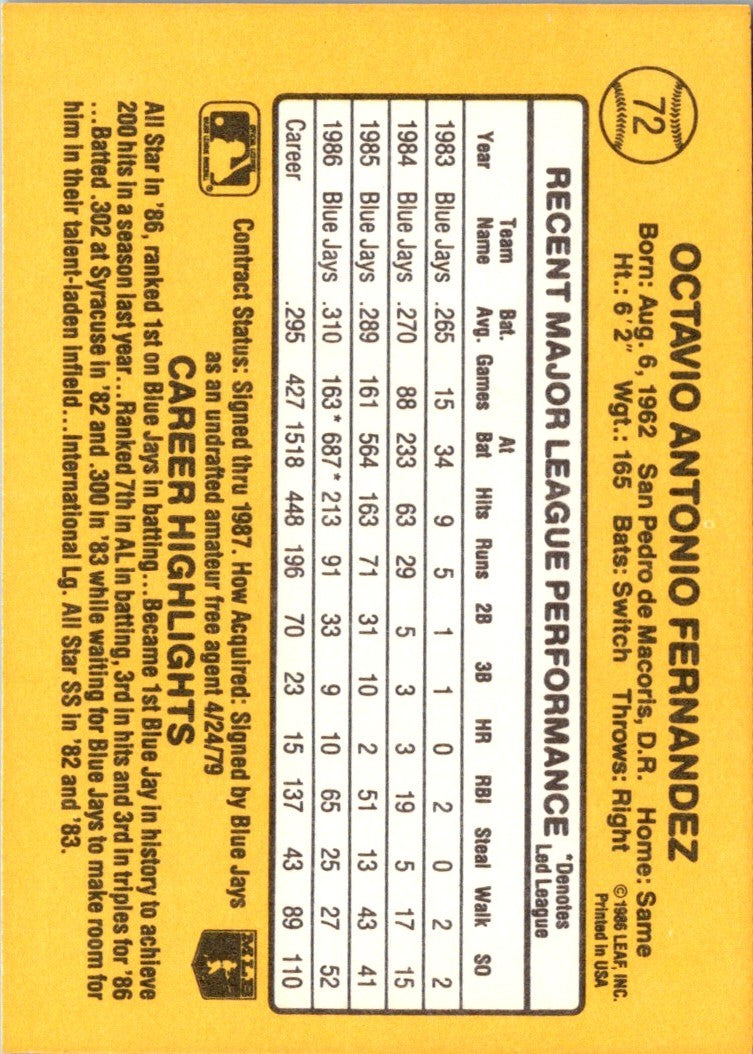 72
OCTAVIO ANTONIO FERNANDEZ
Born: Aug. 6, 1962 San Pedro de Macoris, D.R. Home: Same
Ht.: 6'2" Wgt.: 165 Bats: Switch Throws: Right
©1986 LEAF, INC.
Printed in USA
RECENT MAJOR LEAGUE PERFORMANCE *Denotes
Led League
Team Bat. At
Year Name Avg. Games Bat Hits Runs 2B 3B HR RBI Steal Walk SO
1983 Blue Jays .265 15 34 9 5 1 1 0 2 0 2 2
1984 Blue Jays .270 88 233 63 29 5 3 3 19 5 17 15
1985 Blue Jays .289 161 564 163 71 31 10 2 51 13 43 41
1986 Blue Jays .310 163* 687* 213 91 33 9 10 65 25 27 52
Career .295 427 1518 448 196 70 23 15 137 43 89 110
Contract Status: Signed thru 1987. How Acquired: Signed by Blue Jays
as an undrafted amateur free agent 4/24/79
MLB
CAREER HIGHLIGHTS
All Star in '86, ranked 1st on Blue Jays in batting...Became 1st Blue Jay in history to achieve
200 hits in a season last year...Ranked 7th in AL in batting, 3rd in hits and 3rd in triples for '86
...Batted .302 at Syracuse in '82 and .300 in '83 while waiting for Blue Jays to make room for
him in their talent-laden infield...International Lg. All Star SS in '82 and '83.